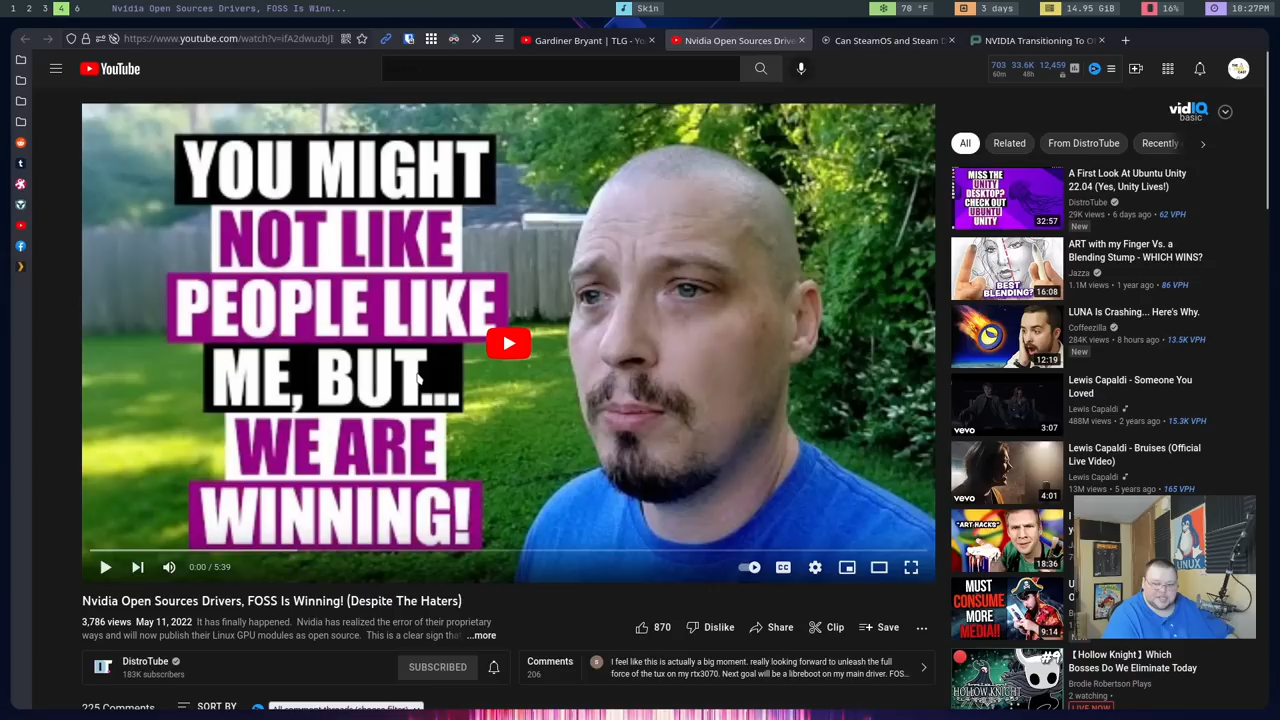 1 2 3 4 6 Nvidia Open Sources Drivers, FOSS Is Winn... Skin 70 °F 3 days 14.95 GiB 16% 10:27PM
https://www.youtube.com/watch?v=ifA2dwuzbJI
Gardiner Bryant | TLG - Yo
Nvidia Open Sources Drive
Can SteamOS - and Steam D
NVIDIA Transitioning To O
YouTube
703 33.6K 12,459
60m 48h
vidIQ
basic
All Related From DistroTube Recently
YOU MIGHT
NOT LIKE
PEOPLE LIKE
ME, BUT...
WE ARE
WINNING!
0:00 / 5:39
CC
Nvidia Open Sources Drivers, FOSS Is Winning! (Despite The Haters)
3,786 views May 11, 2022 It has finally happened. Nvidia has realized the error of their proprietary
ways and will now publish their Linux GPU modules as open source. This is a clear sign tha ...more
870 Dislike Share Clip Save
DistroTube
183K subscribers
SUBSCRIBED
Comments
206
I feel like this is actually a big moment. really looking forward to unleash the full
force of the tux on my rtx3070. Next goal will be a libreboot on my main driver. FOS...
225 Comments SORT BY
MISS THE
UNITY
DESKTOP?
CHECK OUT
UBUNTU
UNITY
32:57
A First Look At Ubuntu Unity
22.04 (Yes, Unity Lives!)
DistroTube
29K views • 6 days ago • 62 VPH
New
BEST
BLENDING?
16:08
ART with my Finger Vs. a
Blending Stump - WHICH WINS?
Jazza
1.1M views • 1 year ago • 86 VPH
12:19
LUNA Is Crashing... Here's Why.
Coffeezilla
284K views • 8 hours ago • 13.5K VPH
New
vevo
3:07
Lewis Capaldi - Someone You
Loved
Lewis Capaldi
488M views • 2 years ago • 15.3K VPH
vevo
4:01
Lewis Capaldi - Bruises (Official
Live Video)
Lewis Capaldi
13M views • 5 years ago • 165 VPH
"ART HACKS"
18:36
MUST
CONSUME
MORE
MEDIA!!
9:14
LINUX
#9
HOLLOW KNIGHT
【Hollow Knight】Which
Bosses Do We Eliminate Today
Brodie Robertson Plays
2 watching •
LIVE NOW